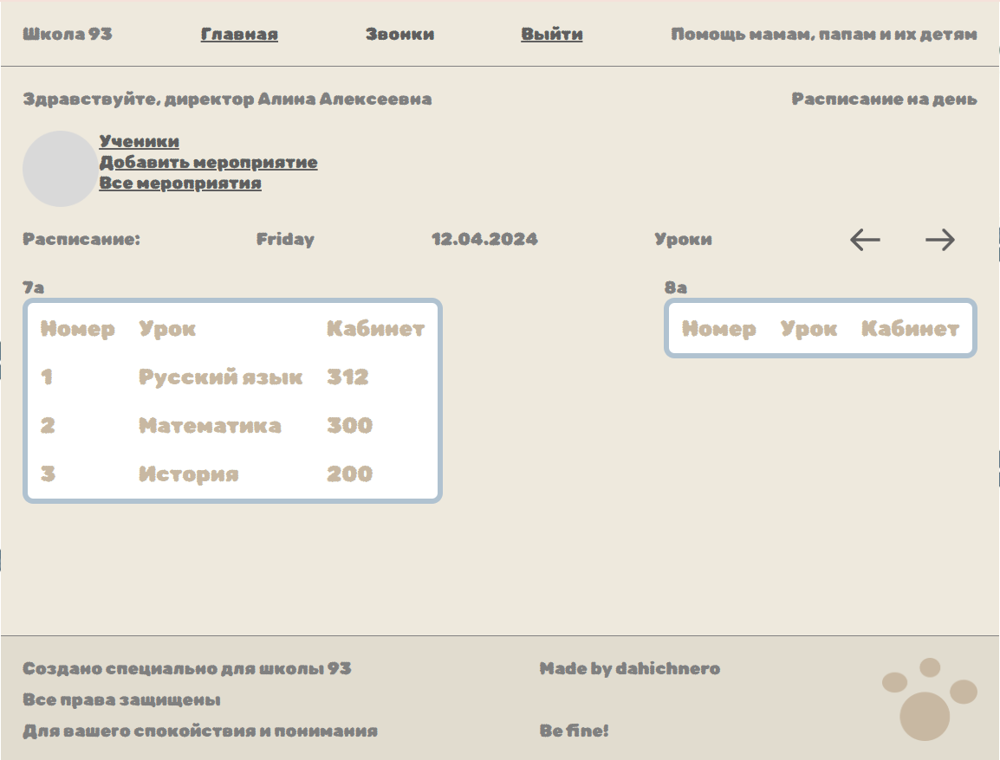 Школа 93 Главная Звонки Выйти Помощь мамам, папам и их детям
Здравствуйте, директор Алина Алексеевна Расписание на день
Ученики
Добавить мероприятие
Все мероприятия
Расписание: Friday 12.04.2024 Уроки
7а 8а
Номер Урок Кабинет Номер Урок Кабинет
1 Русский язык 312
2 Математика 300
3 История 200
Создано специально для школы 93 Made by dahichnero
Все права защищены
Для вашего спокойствия и понимания Be fine!